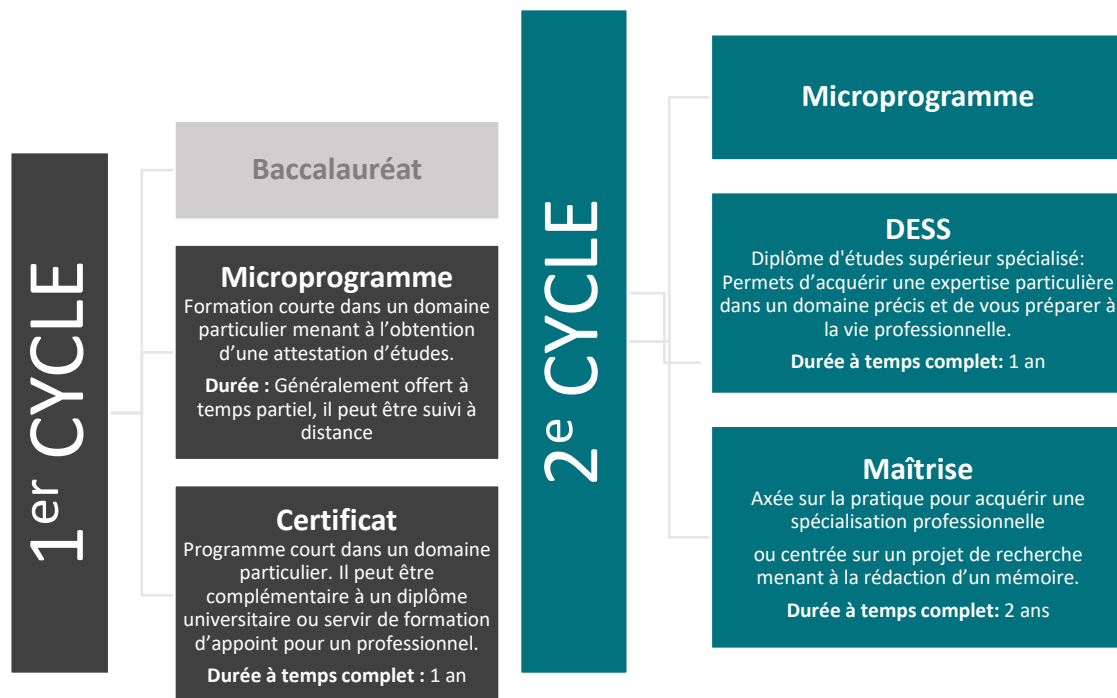 1er CYCLE
Baccalauréat
Microprogramme
Formation courte dans un domaine
particulier menant à l’obtention
d’une attestation d’études.
Durée : Généralement offert à
temps partiel, il peut être suivi à
distance
Certificat
Programme court dans un domaine
particulier. Il peut être
complémentaire à un diplôme
universitaire ou servir de formation
d’appoint pour un professionnel.
Durée à temps complet : 1 an
2e CYCLE
Microprogramme
DESS
Diplôme d'études supérieur spécialisé:
Permets d’acquérir une expertise particulière
dans un domaine précis et de vous préparer à
la vie professionnelle.
Durée à temps complet: 1 an
Maîtrise
Axée sur la pratique pour acquérir une
spécialisation professionnelle
ou centrée sur un projet de recherche
menant à la rédaction d’un mémoire.
Durée à temps complet: 2 ans